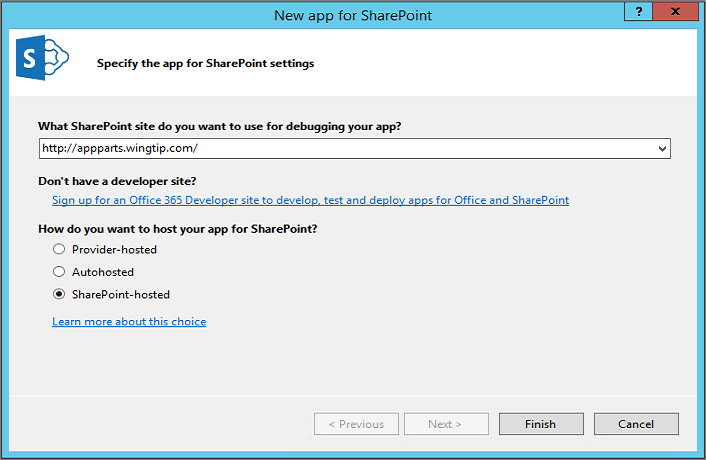 New app for SharePoint
? x
S
Specify the app for SharePoint settings
What SharePoint site do you want to use for debugging your app?
http://appparts.wingtip.com/
Don't have a developer site?
Sign up for an Office 365 Developer site to develop, test and deploy apps for Office and SharePoint
How do you want to host your app for SharePoint?
Provider-hosted
Autohosted
SharePoint-hosted
Learn more about this choice
< Previous Next > Finish Cancel